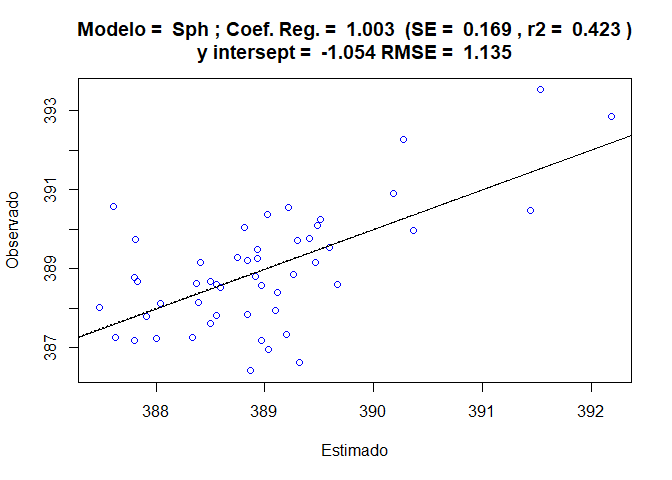 Modelo = Sph ; Coef. Reg. = 1.003 (SE = 0.169 , r2 = 0.423 )
y intersept = -1.054 RMSE = 1.135
393
391
389
387
Observado
388 389 390 391 392
Estimado